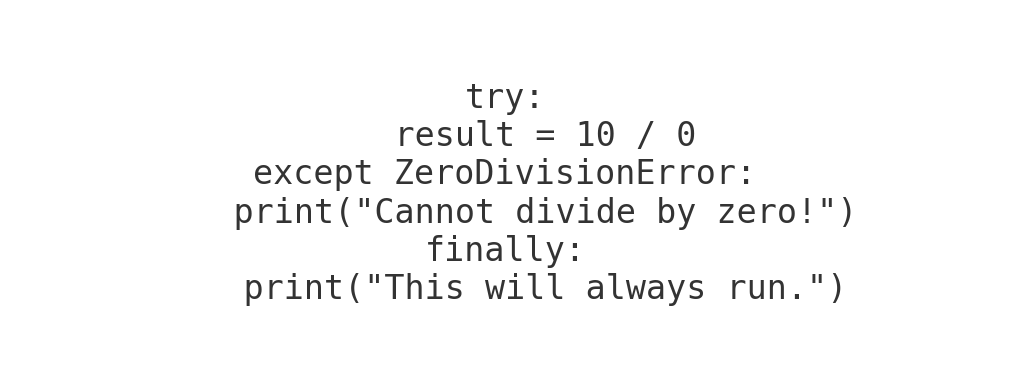 try:
    result = 10 / 0
except ZeroDivisionError:
    print("Cannot divide by zero!")
finally:
    print("This will always run.")